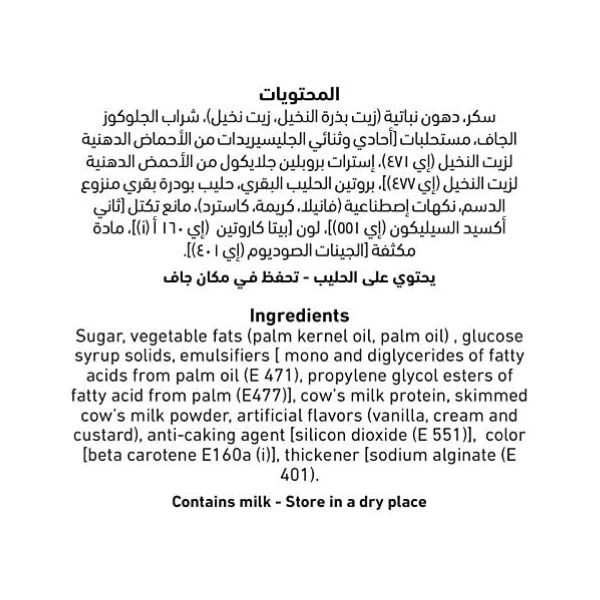 المحتويات
سكر، دهون نباتية (زيت بذرة النخيل، زيت نخيل)، شراب الجلوكوز
الجاف، مستحلبات [أحادي وثنائي الجليسيريدات من الأحماض الدهنية
لزيت النخيل (إي ٤٧١)، إسترات بروبلين جلايكول من الأحمض الدهنية
لزيت النخيل (إي ٤٧٧)]، بروتين الحليب البقري، حليب بودرة بقري منزوع
الدسم، نكهات إصطناعية (فانيلا، كريمة، كاسترد)، مانع تكتل [ثاني
أكسيد السيليكون (إي ٥٥١)]، لون [بيتا كاروتين (إي ١٦٠ أ (i)]، مادة
مكثفة [الجينات الصوديوم (إي ٤٠١)].
يحتوي على الحليب - تحفظ في مكان جاف
Ingredients
Sugar, vegetable fats (palm kernel oil, palm oil) , glucose
syrup solids, emulsifiers [ mono and diglycerides of fatty
acids from palm oil (E 471), propylene glycol esters of
fatty acid from palm (E477)], cow's milk protein, skimmed
cow's milk powder, artificial flavors (vanilla, cream and
custard), anti-caking agent [silicon dioxide (E 551)], color
[beta carotene E160a (i)], thickener [sodium alginate (E
401).
Contains milk - Store in a dry place